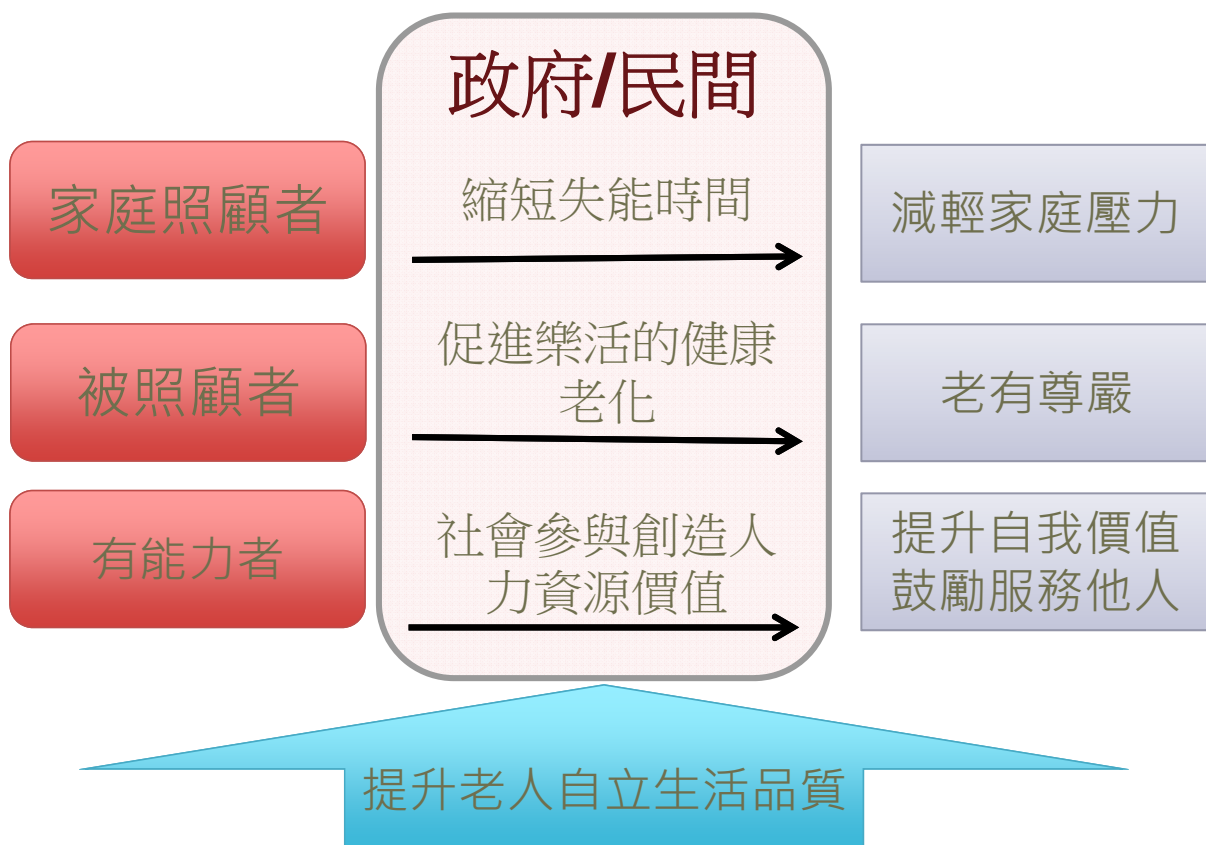 政府/民間
家庭照顧者
縮短失能時間
減輕家庭壓力
被照顧者
促進樂活的健康
老化
老有尊嚴
有能力者
社會參與創造人
力資源價值
提升自我價值
鼓勵服務他人
提升老人自立生活品質